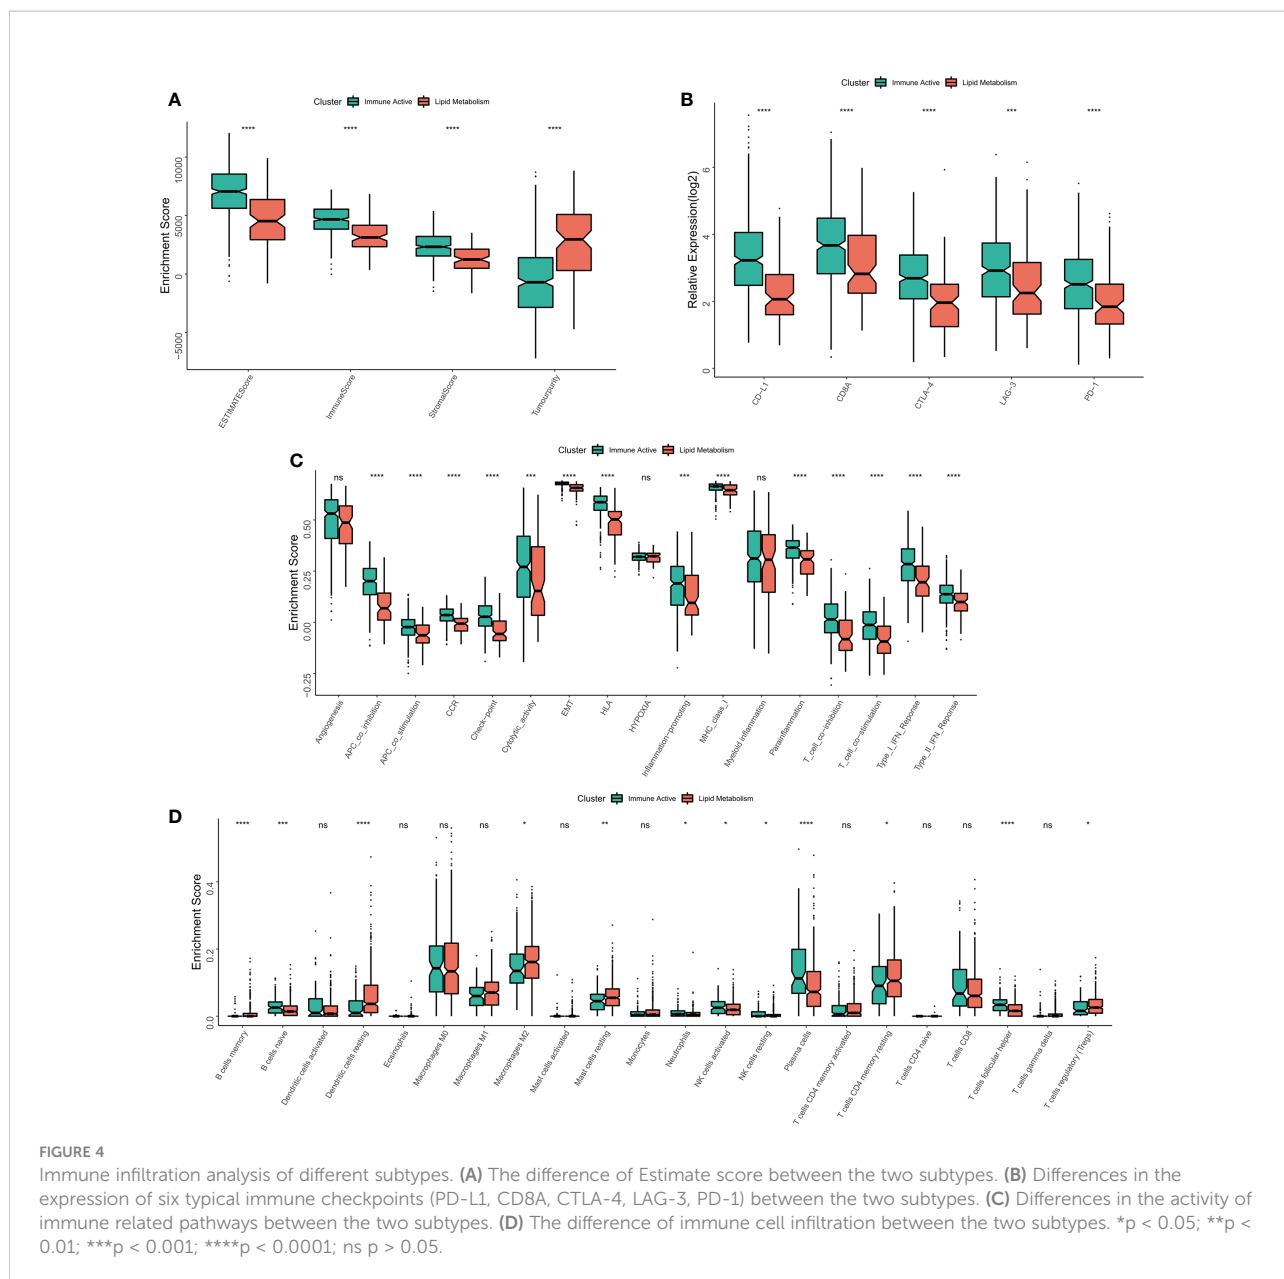 A
Cluster Immune Active Lipid Metabolism
**** **** **** ****
Enrichment Score
10000
5000
0
−5000
ESTIMATEScore
ImmuneScore
StromalScore
Tumourpurity
B
Cluster Immune Active Lipid Metabolism
**** **** **** *** ****
Relative Expression(log2)
6
4
2
0
CD−L1
CD8A
CTLA−4
LAG−3
PD−1
C
Cluster Immune Active Lipid Metabolism
ns **** **** **** **** *** **** **** ns *** **** ns **** **** **** **** ****
Enrichment Score
0.50
0.25
0.00
−0.25
Angiogenesis
APC_co_inhibition
APC_co_stimulation
CCR
Check−point
Cytolytic_activity
EMT
HLA
HYPOXIA
Inflammation−promoting
MHC_class_I
Myeloid inflammation
Parainflammation
T_cell_co−inhibition
T_cell_co−stimulation
Type_I_IFN_Reponse
Type_II_IFN_Reponse
D
Cluster Immune Active Lipid Metabolism
**** *** ns **** ns ns ns * ns ** ns * * * **** ns * ns ns **** ns *
Enrichment Score
0.4
0.2
0.0
B cells memory
B cells naive
Dendritic cells activated
Dendritic cells resting
Eosinophils
Macrophages M0
Macrophages M1
Macrophages M2
Mast cells activated
Mast cells resting
Monocytes
Neutrophils
NK cells activated
NK cells resting
Plasma cells
T cells CD4 memory activated
T cells CD4 memory resting
T cells CD4 naive
T cells CD8
T cells follicular helper
T cells gamma delta
T cells regulatory (Tregs)
FIGURE 4
Immune infiltration analysis of different subtypes. (A) The difference of Estimate score between the two subtypes. (B) Differences in the
expression of six typical immune checkpoints (PD-L1, CD8A, CTLA-4, LAG-3, PD-1) between the two subtypes. (C) Differences in the activity of
immune related pathways between the two subtypes. (D) The difference of immune cell infiltration between the two subtypes. *p < 0.05; **p <
0.01; ***p < 0.001; ****p < 0.0001; ns p > 0.05.